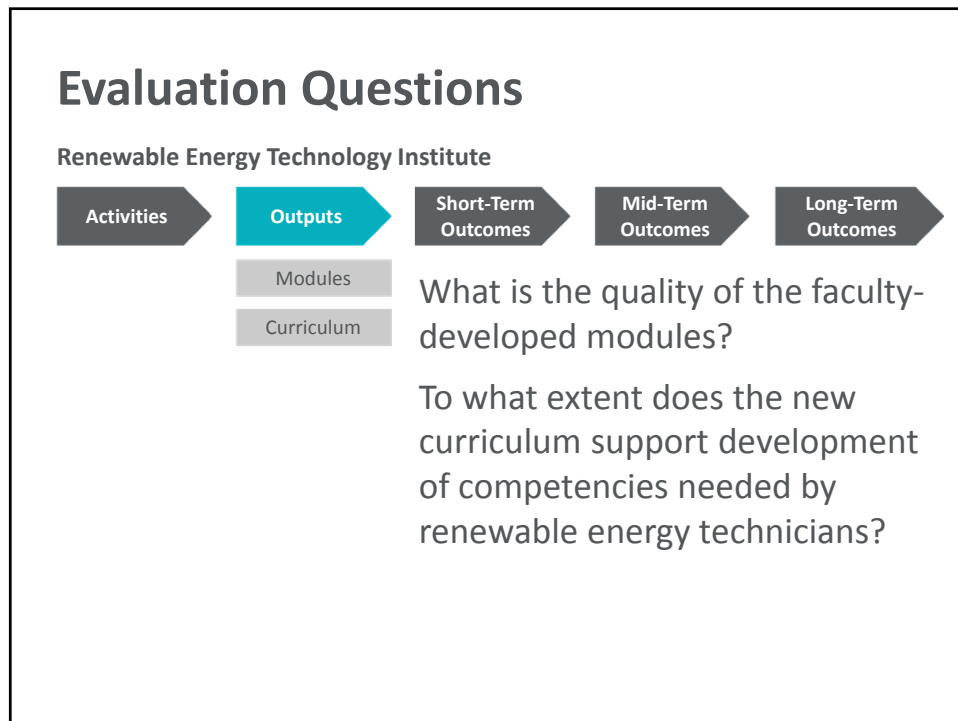 Evaluation Questions
Renewable Energy Technology Institute
Activities
Outputs
Short-Term
Outcomes
Mid-Term
Outcomes
Long-Term
Outcomes
Modules
Curriculum
What is the quality of the faculty-
developed modules?
To what extent does the new
curriculum support development
of competencies needed by
renewable energy technicians?